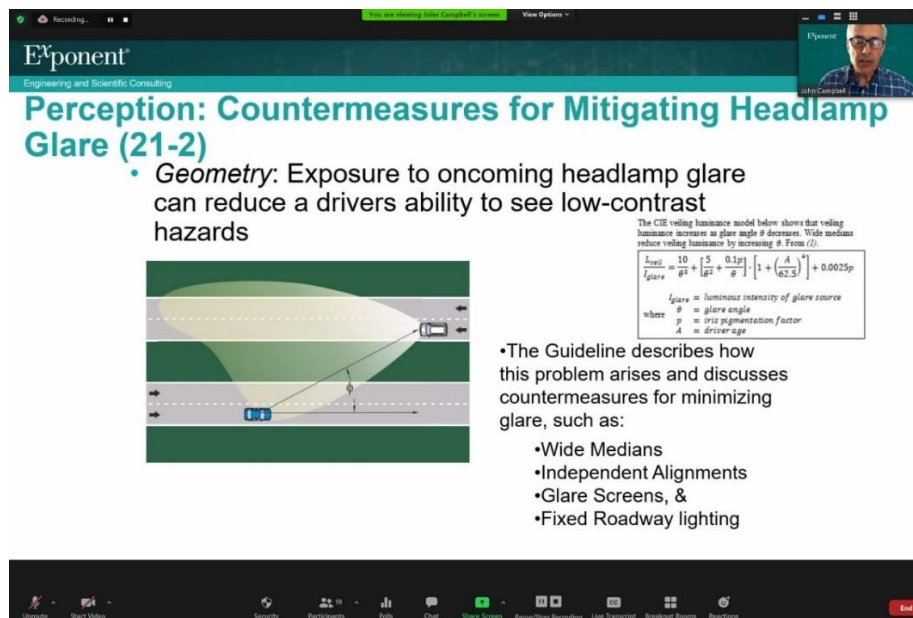 Recording...
You are viewing John Campbell's screen
View Options
Exponent
Exponent
Engineering and Scientific Consulting
John Campbell
Perception: Countermeasures for Mitigating Headlamp
Glare (21-2)
• Geometry: Exposure to oncoming headlamp glare
can reduce a drivers ability to see low-contrast
hazards
The CIE veiling luminance model below shows that veiling
luminance increases as glare angle θ decreases. Wide medians
reduce veiling luminance by increasing θ. From (1).
L_veil / I_glare = 10/θ³ + [5/θ² + 0.1p/θ] · [1 + (A/62.5)⁴] + 0.0025p
I_glare = luminous intensity of glare source
θ = glare angle
where
p = iris pigmentation factor
A = driver age
•The Guideline describes how
this problem arises and discusses
countermeasures for minimizing
glare, such as:
•Wide Medians
•Independent Alignments
•Glare Screens, &
•Fixed Roadway lighting
Unmute
Start Video
Security
Participants
18
Polls
Chat
Share Screen
Pause/Stop Recording
Live Transcript
Breakout Rooms
Reactions
End